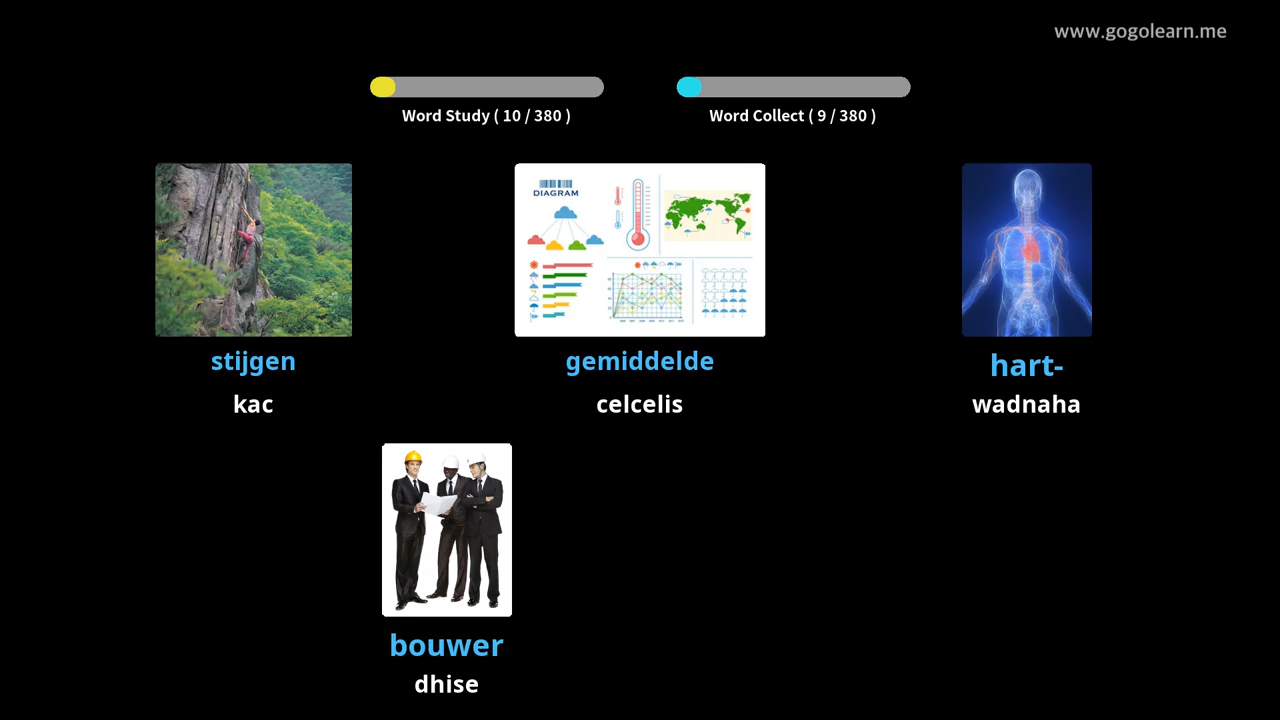 www.gogolearn.me
Word Study ( 10 / 380 )
Word Collect ( 9 / 380 )
DIAGRAM
stijgen
gemiddelde
hart-
kac
celcelis
wadnaha
bouwer
dhise